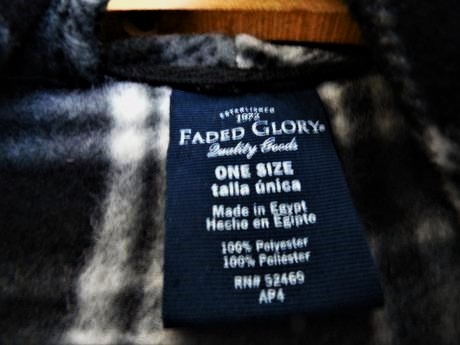 ESTABLISHED
1972
FADED GLORY®
Quality Goods
ONE SIZE
talla única
Made in Egypt
Hecho en Egipto
100% Polyester
100% Poliester
RN# 52469
AP4